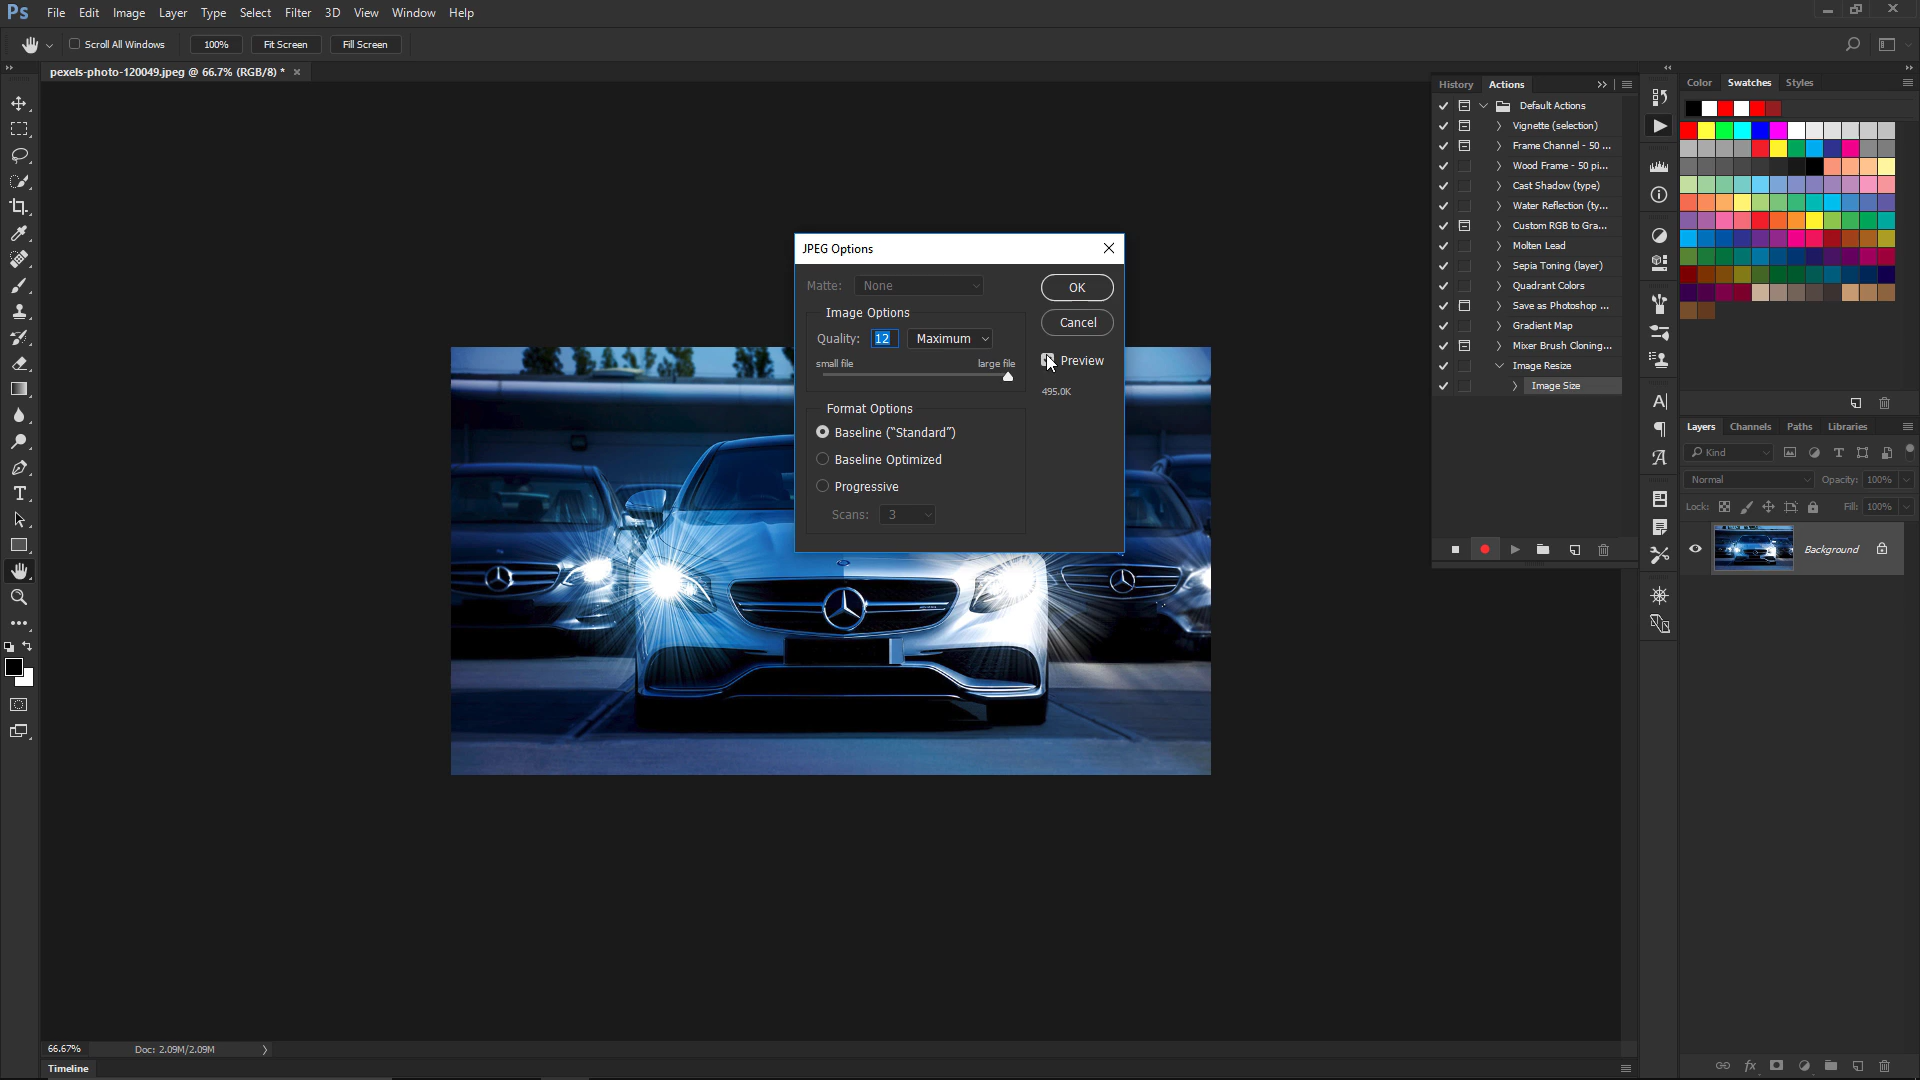 Ps File Edit Image Layer Type Select Filter 3D View Window Help
Scroll All Windows 100% Fit Screen Fill Screen
pexels-photo-120049.jpeg @ 66.7% (RGB/8) * ×
History Actions
Default Actions
Vignette (selection)
Frame Channel - 50 ...
Wood Frame - 50 pi...
Cast Shadow (type)
Water Reflection (ty...
Custom RGB to Gra...
Molten Lead
Sepia Toning (layer)
Quadrant Colors
Save as Photoshop ...
Gradient Map
Mixer Brush Cloning...
Image Resize
Image Size
Color Swatches Styles
JPEG Options
Matte: None
OK
Cancel
Image Options
Quality: 12 Maximum
small file large file
Preview
495.0K
Format Options
Baseline (“Standard”)
Baseline Optimized
Progressive
Scans: 3
Layers Channels Paths Libraries
Kind
Normal Opacity: 100%
Lock: Fill: 100%
Background
66.67% Doc: 2.09M/2.09M
Timeline
fx